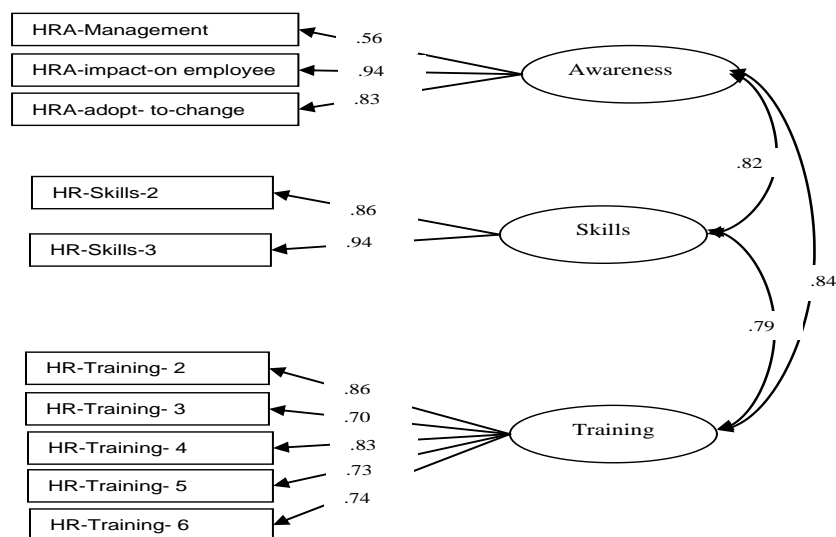 HRA-Management
.56
HRA-impact-on employee
.94
Awareness
HRA-adopt- to-change
.83
.82
HR-Skills-2
.86
Skills
HR-Skills-3
.94
.84
.79
HR-Training- 2
.86
HR-Training- 3
.70
Training
HR-Training- 4
.83
HR-Training- 5
.73
HR-Training- 6
.74